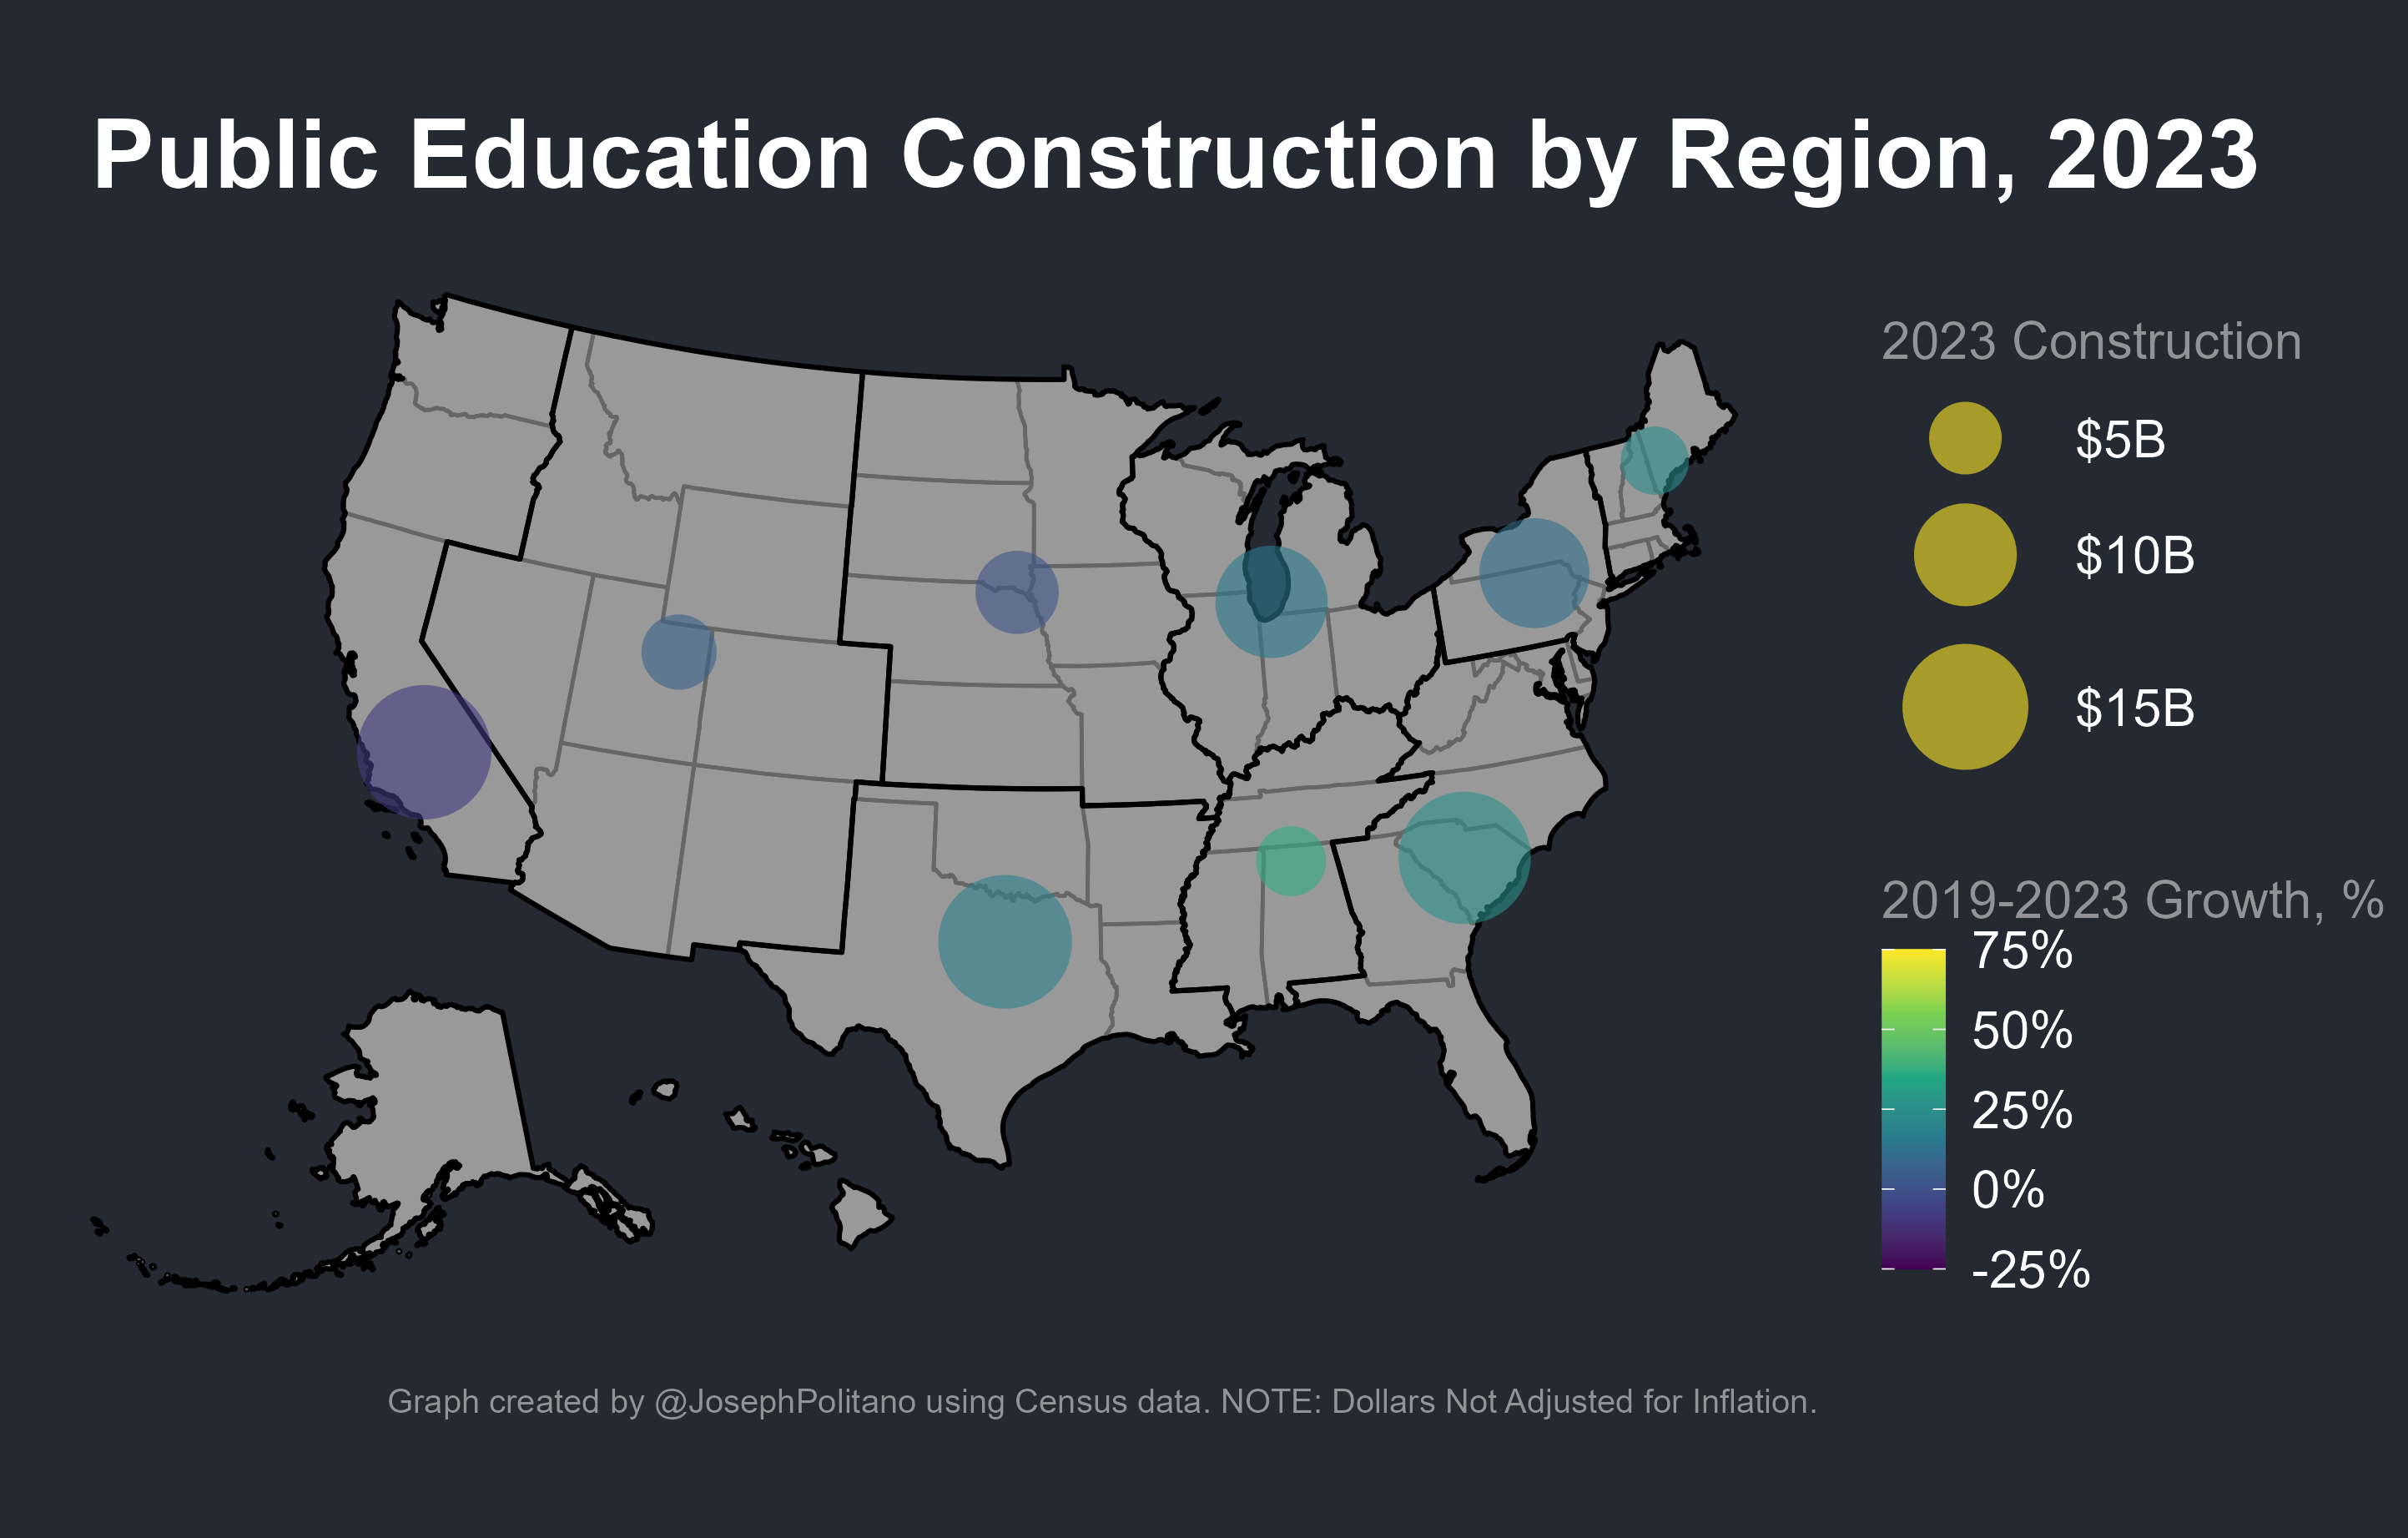 Public Education Construction by Region, 2023
2023 Construction
$5B
$10B
$15B
2019-2023 Growth, %
75%
50%
25%
0%
-25%
Graph created by @JosephPolitano using Census data. NOTE: Dollars Not Adjusted for Inflation.